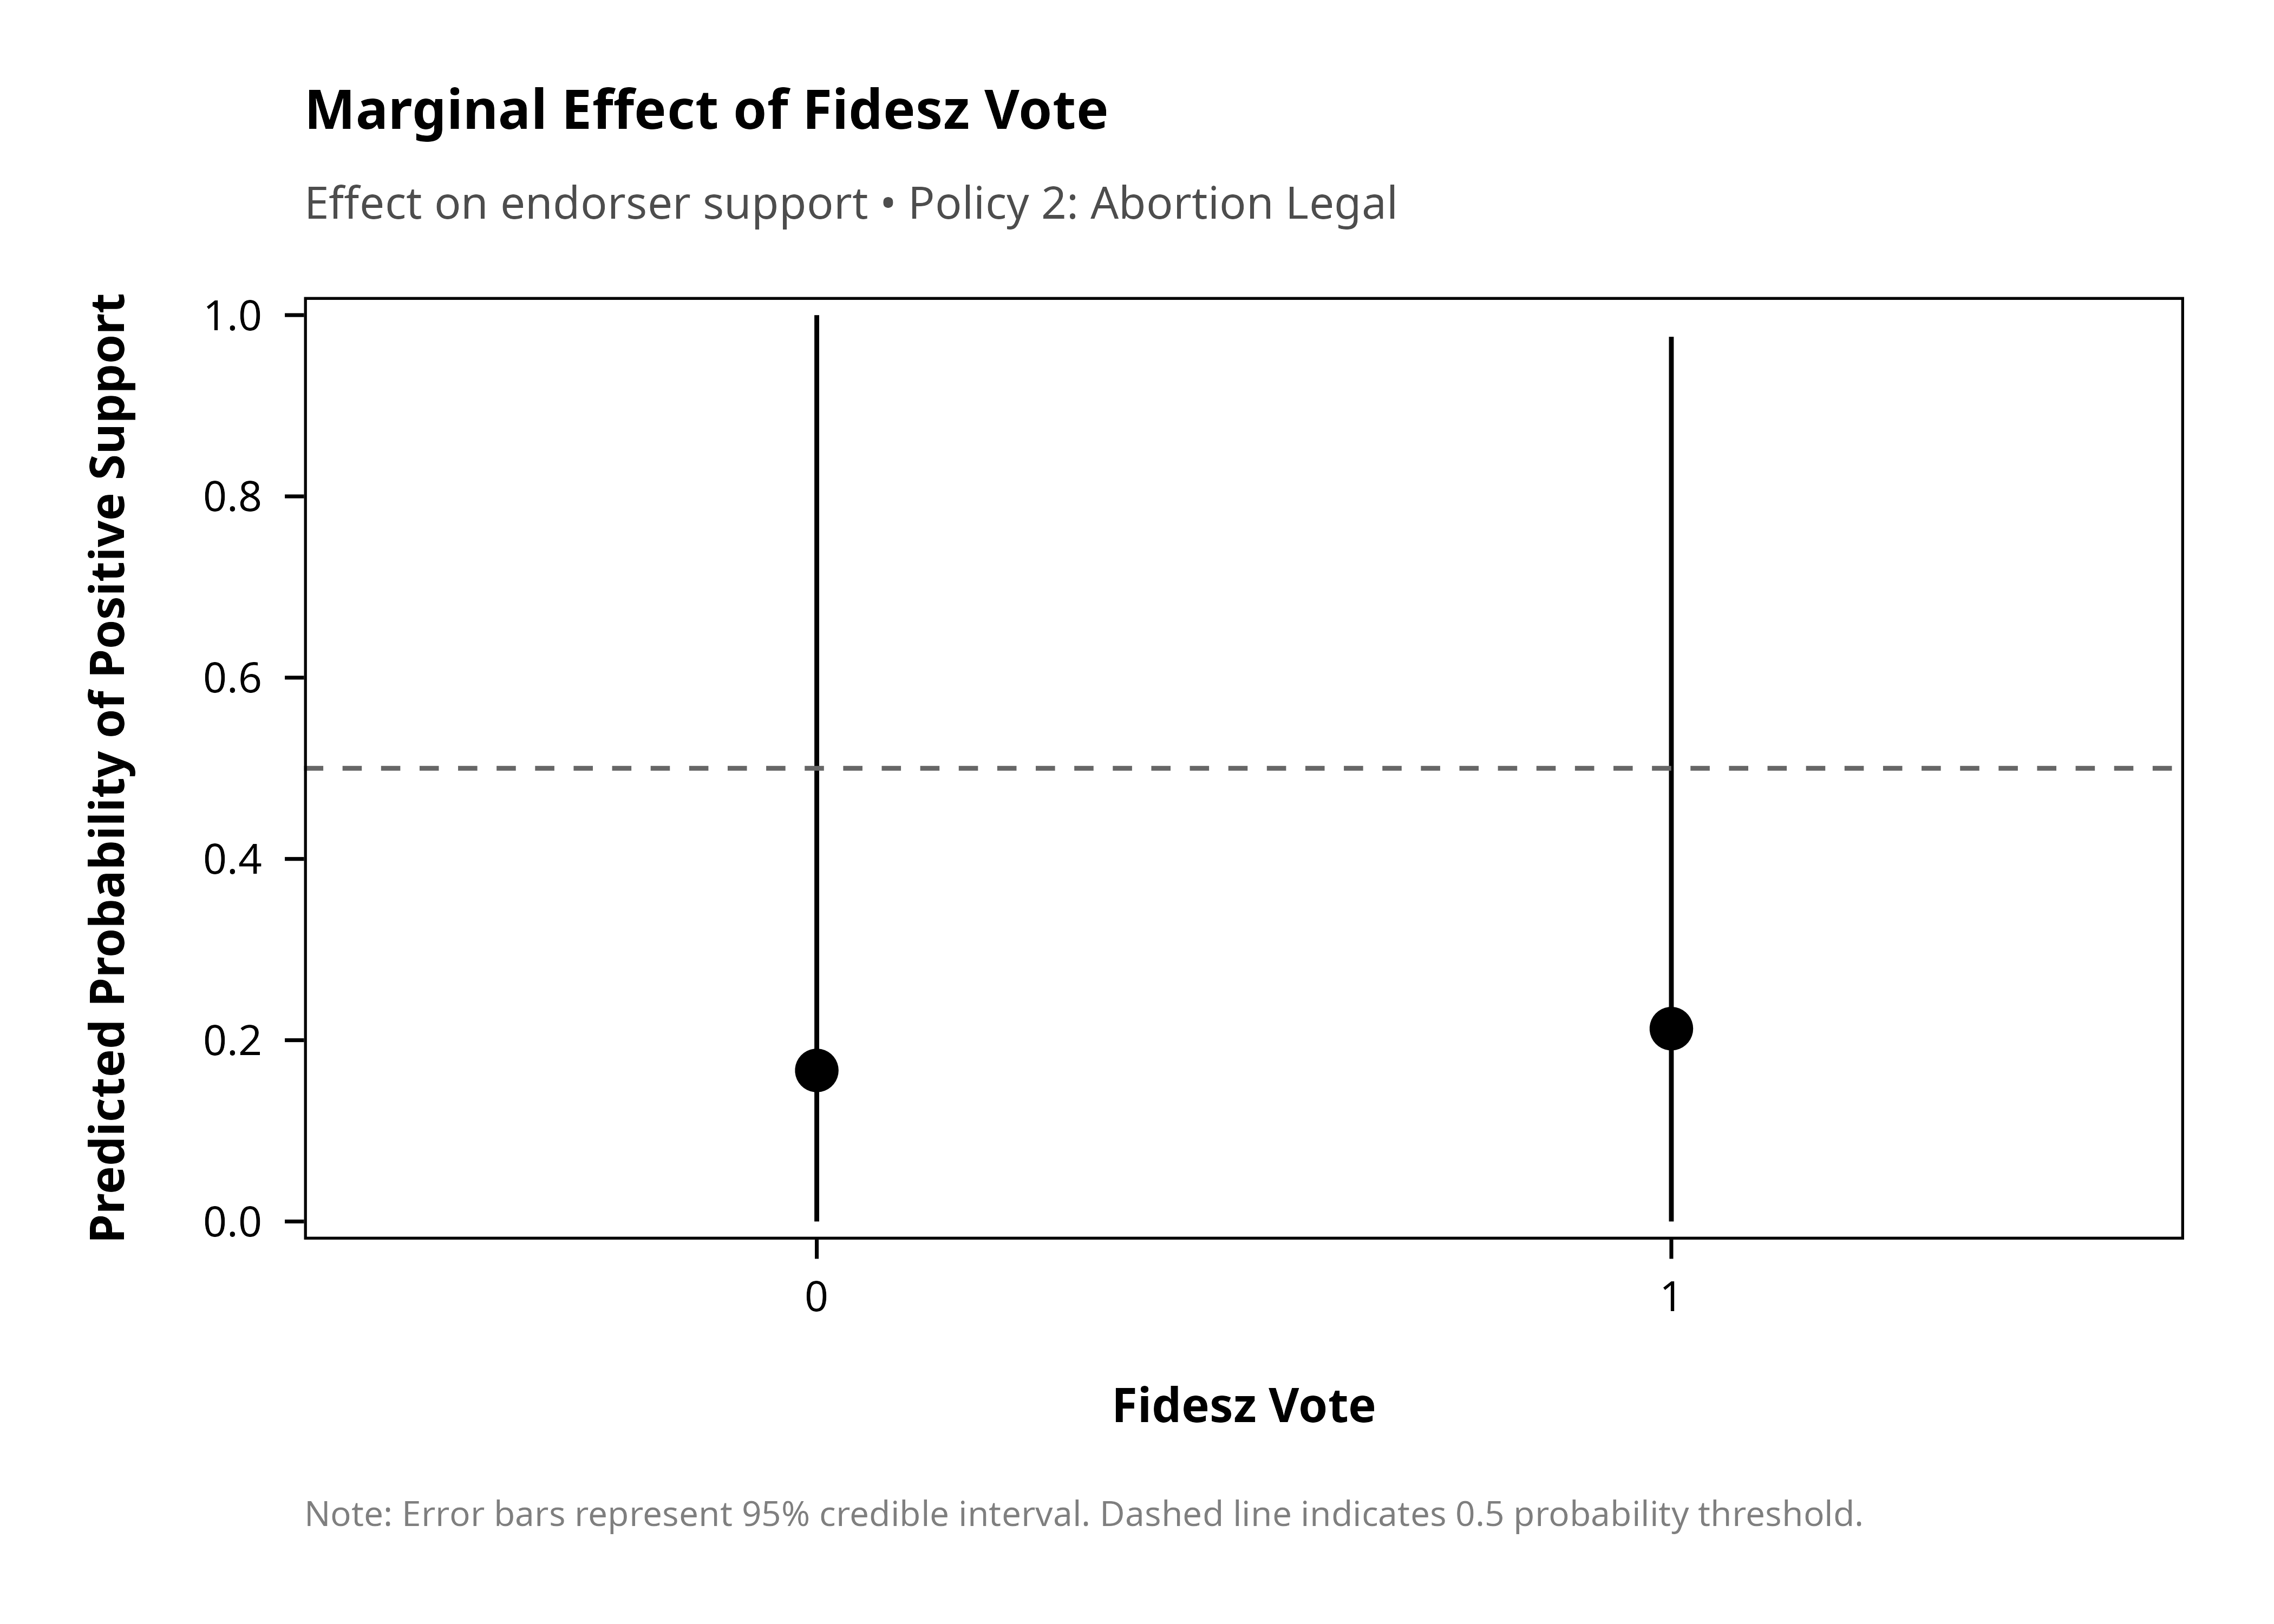 Marginal Effect of Fidesz Vote
Effect on endorser support • Policy 2: Abortion Legal
Predicted Probability of Positive Support
1.0
0.8
0.6
0.4
0.2
0.0
0
1
Fidesz Vote
Note: Error bars represent 95% credible interval. Dashed line indicates 0.5 probability threshold.